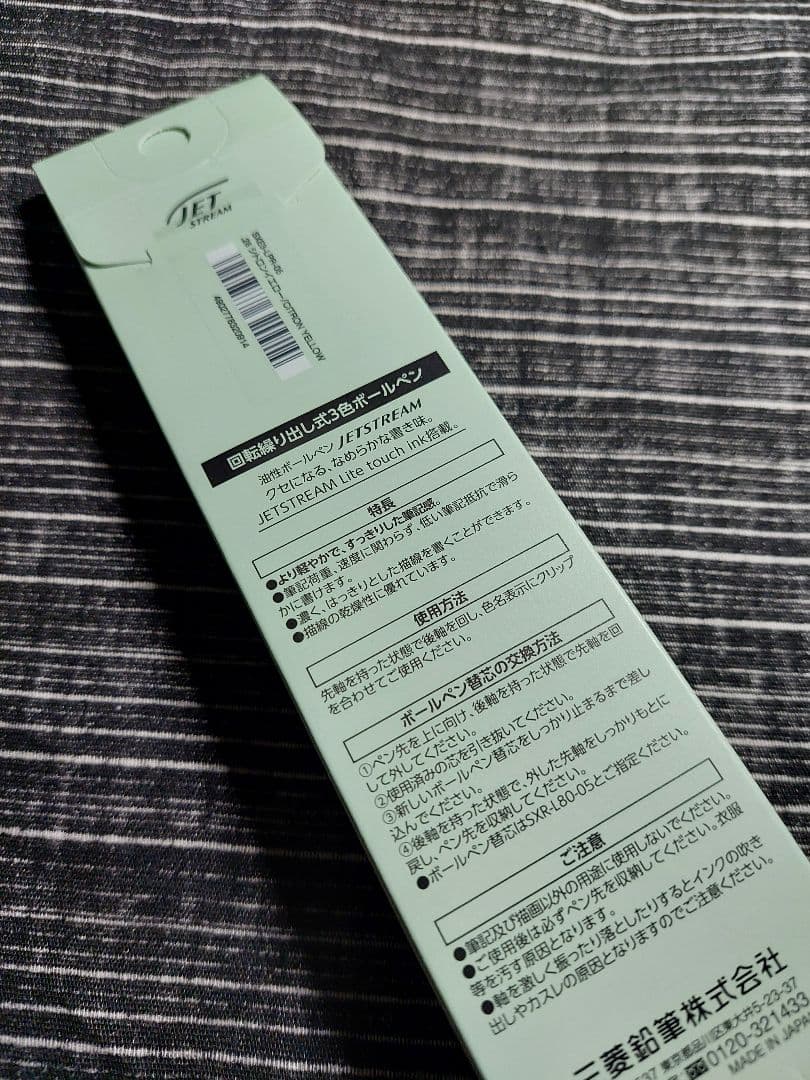 JET
STREAM
28 シトロンイエロー/CITRON YELLOW
回転繰り出し式3色ボールペン
油性ボールペン JETSTREAM
クセになる、なめらかな書き味。
JETSTREAM Lite touch ink搭載。
特長
●より軽やかで、すっきりした筆記感。
●筆記荷重、速度に関わらず、低い筆記抵抗で滑ら
かに書けます。
●濃く、はっきりとした描線を書くことができます。
●描線の乾燥性に優れています。
使用方法
先軸を持った状態で後軸を回し、色名表示にクリップ
を合わせてご使用ください。
ボールペン替芯の交換方法
①ペン先を上に向け、後軸を持った状態で先軸を回
して外してください。
②使用済みの芯を引き抜いてください。
③新しいボールペン替芯をしっかり止まるまで差し
込んでください。
④後軸を持った状態で、外した先軸をしっかりもとに
戻し、ペン先を収納してください。
●ボールペン替芯はSXR-L80-05とご指定ください。
ご注意
●筆記及び描画以外の用途に使用しないでください。
●ご使用後は必ずペン先を収納してください。衣服
等を汚す原因となります。
●軸を激しく振ったり落としたりするとインクの吹き
出しやカスレの原因となりますのでご注意ください。
三菱鉛筆株式会社
37 東京都品川区東大井5-23-37
0120-321433
MADE IN JAPA